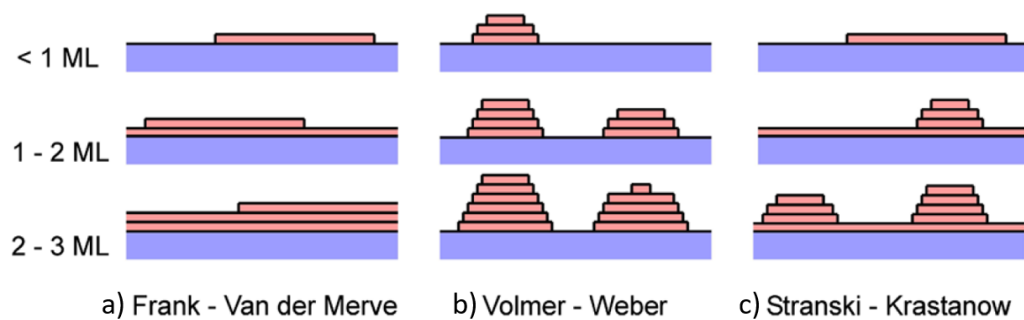 < 1 ML
1 - 2 ML
2 - 3 ML
a) Frank - Van der Merve
b) Volmer - Weber
c) Stranski - Krastanow